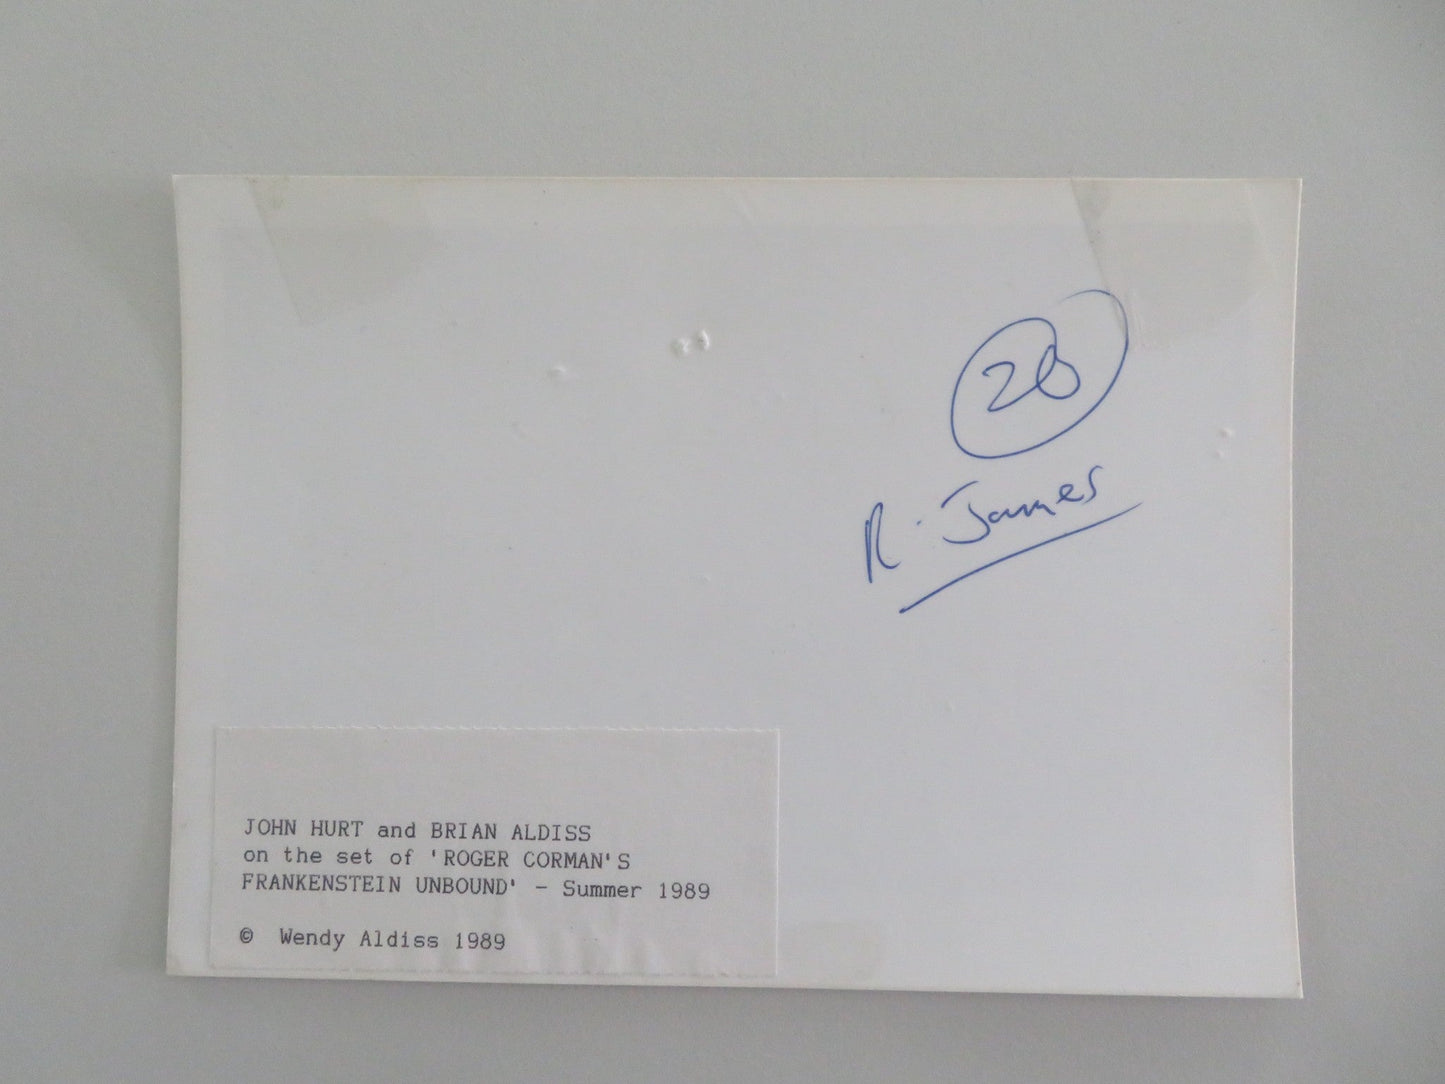 28
R. James
JOHN HURT and BRIAN ALDISS
on the set of 'ROGER CORMAN'S
FRANKENSTEIN UNBOUND' - Summer 1989
© Wendy Aldiss 1989